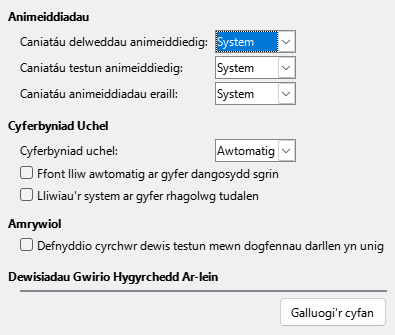 Animeiddiadau
Caniatáu delweddau animeiddiedig: System
Caniatáu testun animeiddiedig: System
Caniatáu animeiddiadau eraill: System
Cyferbyniad Uchel
Cyferbyniad uchel: Awtomatig
Ffont lliw awtomatig ar gyfer dangosydd sgrin
Lliwiau'r system ar gyfer rhagolwg tudalen
Amrywiol
Defnyddio cyrchwr dewis testun mewn dogfennau darllen yn unig
Dewisiadau Gwirio Hygyrchedd Ar-lein
Galluogi'r cyfan